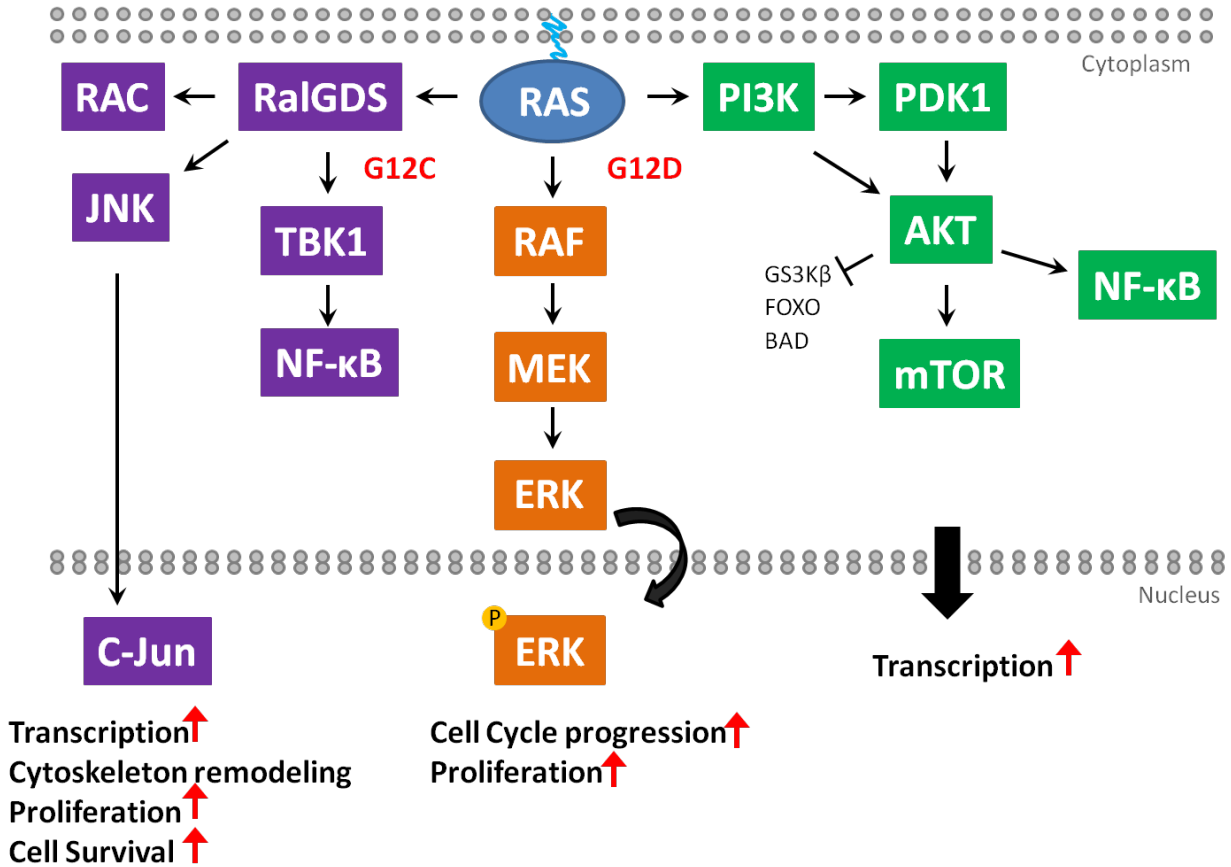 Cytoplasm
RAC
RalGDS
RAS
PI3K
PDK1
G12C
G12D
JNK
TBK1
RAF
AKT
GS3Kβ
FOXO
BAD
NF-κB
NF-κB
MEK
mTOR
ERK
Nucleus
C-Jun
P
ERK
Transcription
Transcription
Cytoskeleton remodeling
Proliferation
Cell Survival
Cell Cycle progression
Proliferation